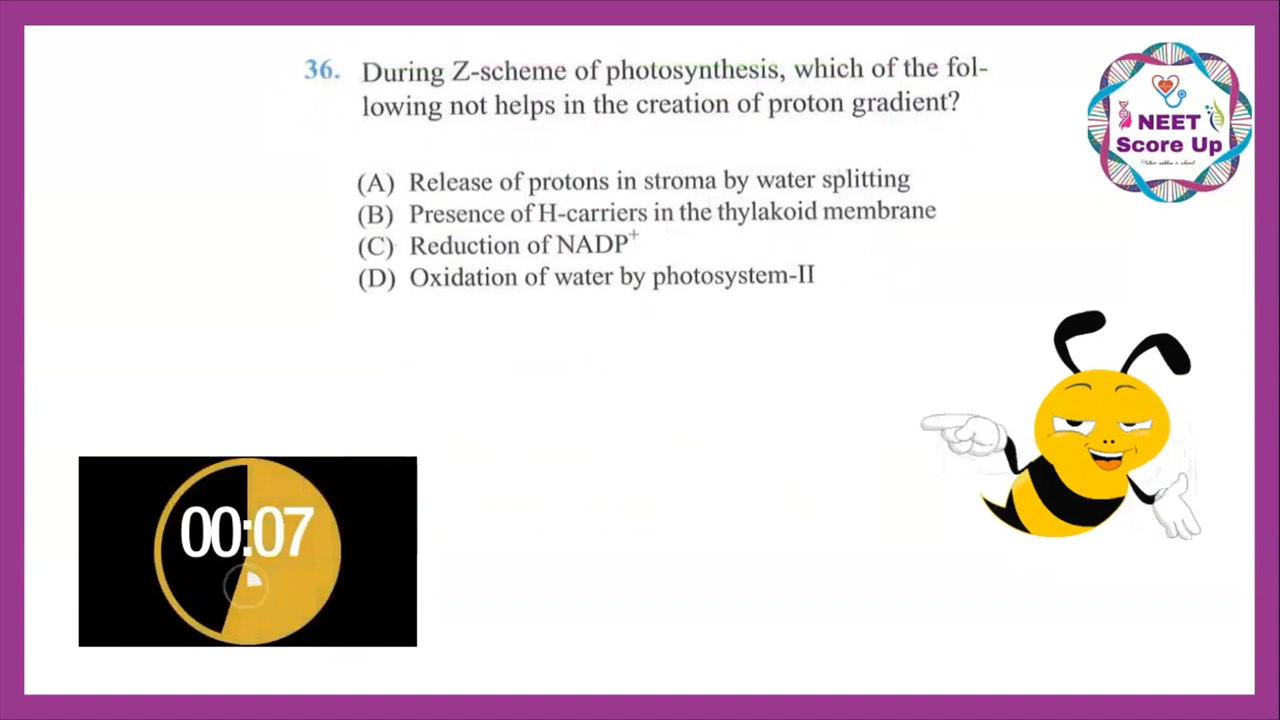 36. During Z-scheme of photosynthesis, which of the fol-
lowing not helps in the creation of proton gradient?
(A) Release of protons in stroma by water splitting
(B) Presence of H-carriers in the thylakoid membrane
(C) Reduction of NADP⁺
(D) Oxidation of water by photosystem-II
NEET
Score Up
00:07